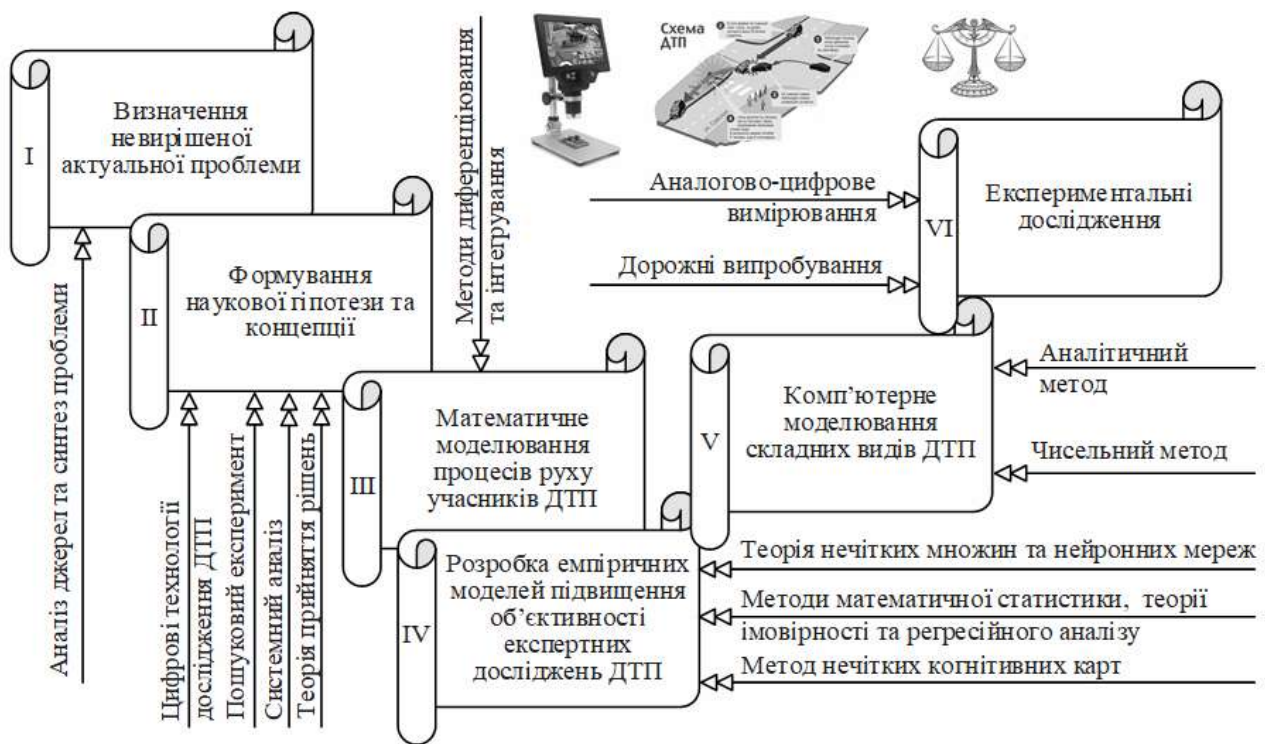 I
Визначення
невирішеної
актуальної проблеми
Аналіз джерел та синтез проблеми
II
Формування
наукової гіпотези та
концепції
Цифрові технології
дослідження ДТП
Пошуковий експеримент
Системний аналіз
Теорія прийняття рішень
Методи диференціювання
та інтегрування
III
Математичне
моделювання
процесів руху
учасників ДТП
IV
Розробка емпіричних
моделей підвищення
об’єктивності
експертних
досліджень ДТП
Теорія нечітких множин та нейронних мереж
Методи математичної статистики, теорії
імовірності та регресійного аналізу
Метод нечітких когнітивних карт
V
Комп’ютерне
моделювання
складних видів ДТП
Аналітичний
метод
Чисельний метод
VI
Експериментальні
дослідження
Аналогово-цифрове
вимірювання
Дорожні випробування
Схема
ДТП